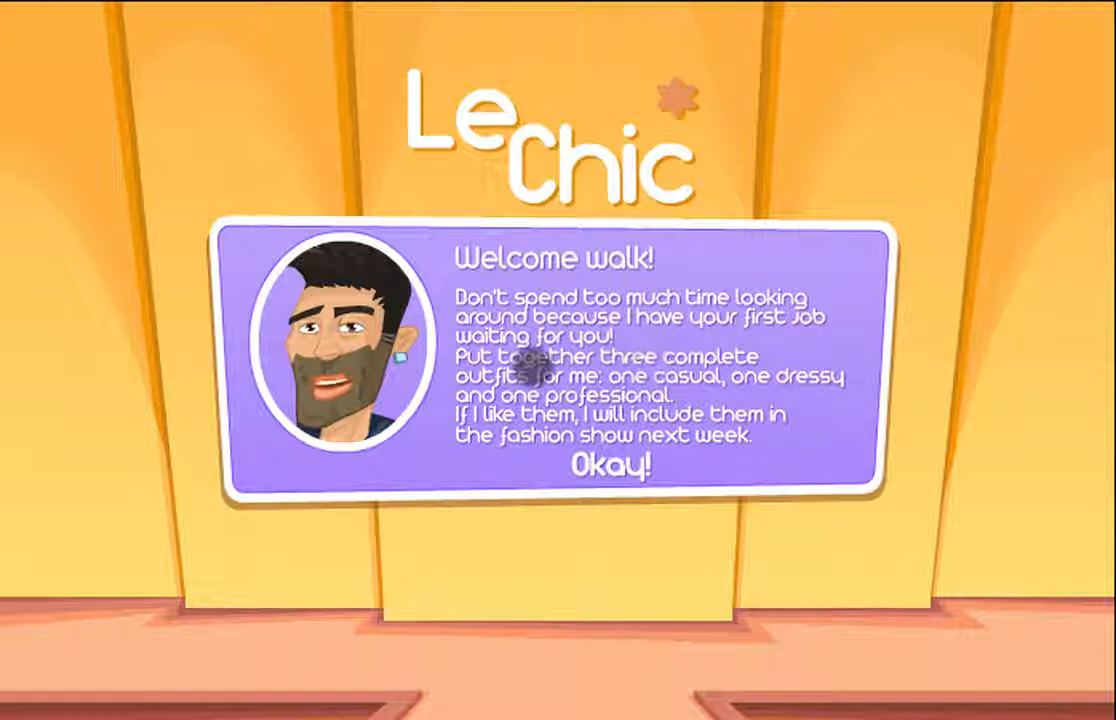 Le
Chic
Welcome walk!
Don't spend too much time looking
around because I have your first job
waiting for you!
Put together three complete
outfits for me: one casual, one dressy
and one professional.
If I like them, I will include them in
the fashion show next week.
Okay!